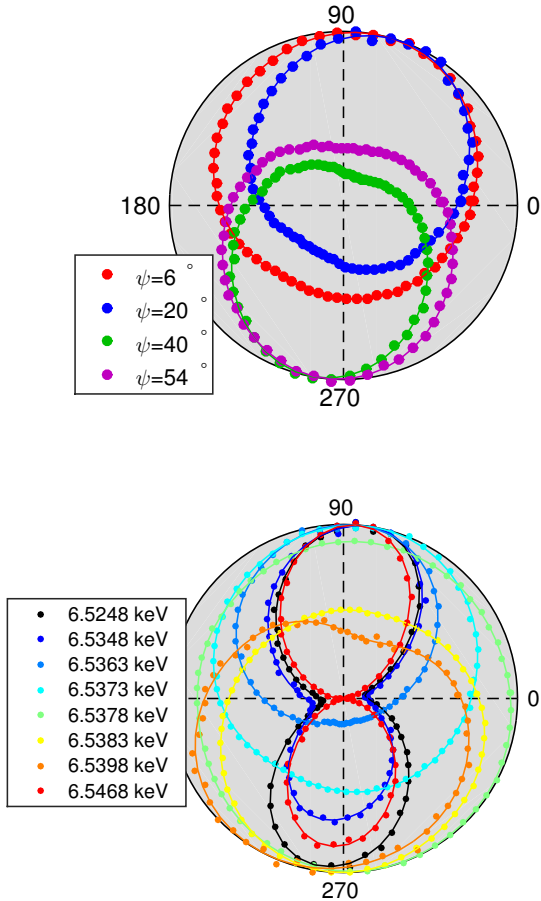 90
180
0
ψ=6 °
ψ=20 °
ψ=40 °
ψ=54 °
270
90
6.5248 keV
6.5348 keV
6.5363 keV
6.5373 keV
6.5378 keV
6.5383 keV
6.5398 keV
6.5468 keV
0
270